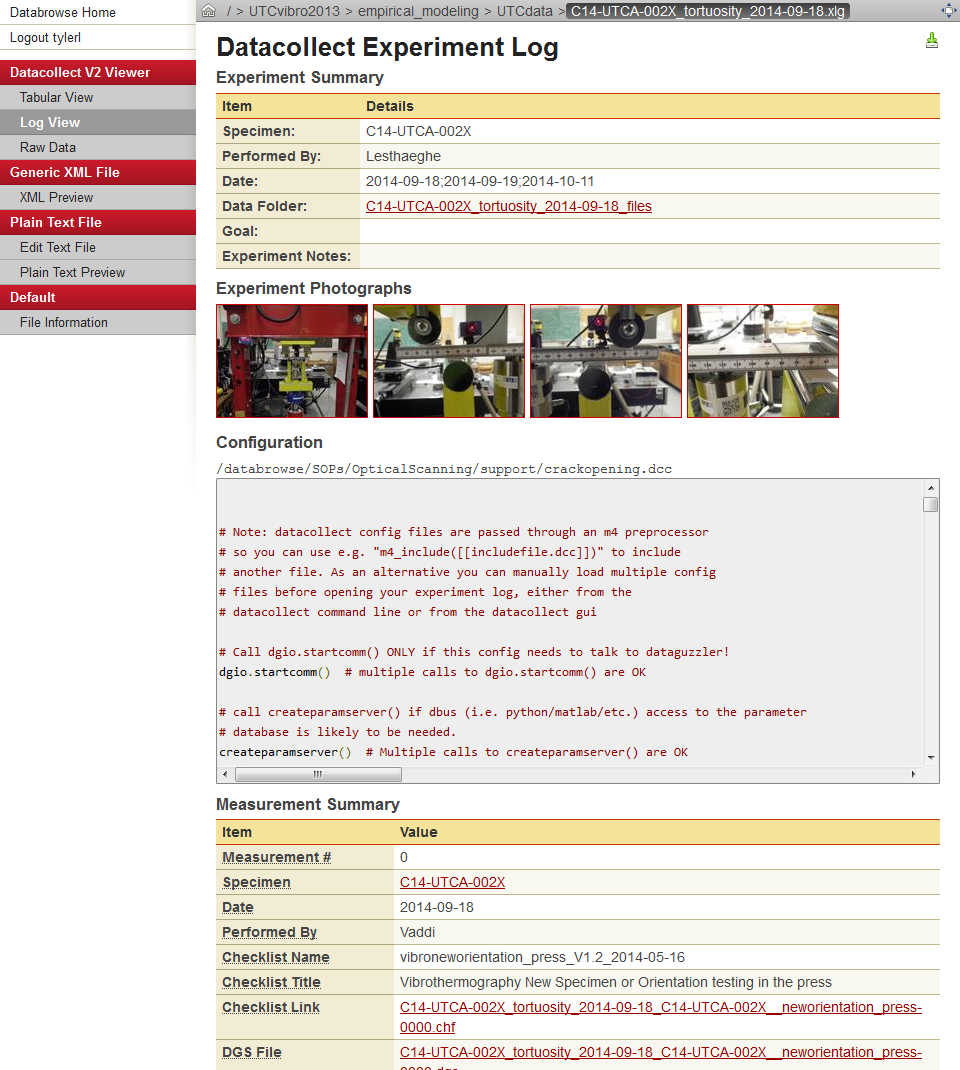 Databrowse Home
Logout tylerl
Datacollect V2 Viewer
Tabular View
Log View
Raw Data
Generic XML File
XML Preview
Plain Text File
Edit Text File
Plain Text Preview
Default
File Information
/ > UTCvibro2013 > empirical_modeling > UTCdata > C14-UTCA-002X_tortuosity_2014-09-18.xlg
Datacollect Experiment Log
Experiment Summary
Item Details
Specimen: C14-UTCA-002X
Performed By: Lesthaeghe
Date: 2014-09-18;2014-09-19;2014-10-11
Data Folder: C14-UTCA-002X_tortuosity_2014-09-18_files
Goal:
Experiment Notes:
Experiment Photographs
Configuration
/databrowse/SOPs/OpticalScanning/support/crackopening.dcc
# Note: datacollect config files are passed through an m4 preprocessor
# so you can use e.g. "m4_include([[includefile.dcc]])" to include
# another file. As an alternative you can manually load multiple config
# files before opening your experiment log, either from the
# datacollect command line or from the datacollect gui
# Call dgio.startcomm() ONLY if this config needs to talk to dataguzzler!
dgio.startcomm()  # multiple calls to dgio.startcomm() are OK
# call createparamserver() if dbus (i.e. python/matlab/etc.) access to the parameter
# database is likely to be needed.
createparamserver()  # Multiple calls to createparamserver() are OK
Measurement Summary
Item Value
Measurement # 0
Specimen C14-UTCA-002X
Date 2014-09-18
Performed By Vaddi
Checklist Name vibroneworientation_press_V1.2_2014-05-16
Checklist Title Vibrothermography New Specimen or Orientation testing in the press
Checklist Link C14-UTCA-002X_tortuosity_2014-09-18_C14-UTCA-002X__neworientation_press-
0000.chf
DGS File C14-UTCA-002X_tortuosity_2014-09-18_C14-UTCA-002X__neworientation_press-